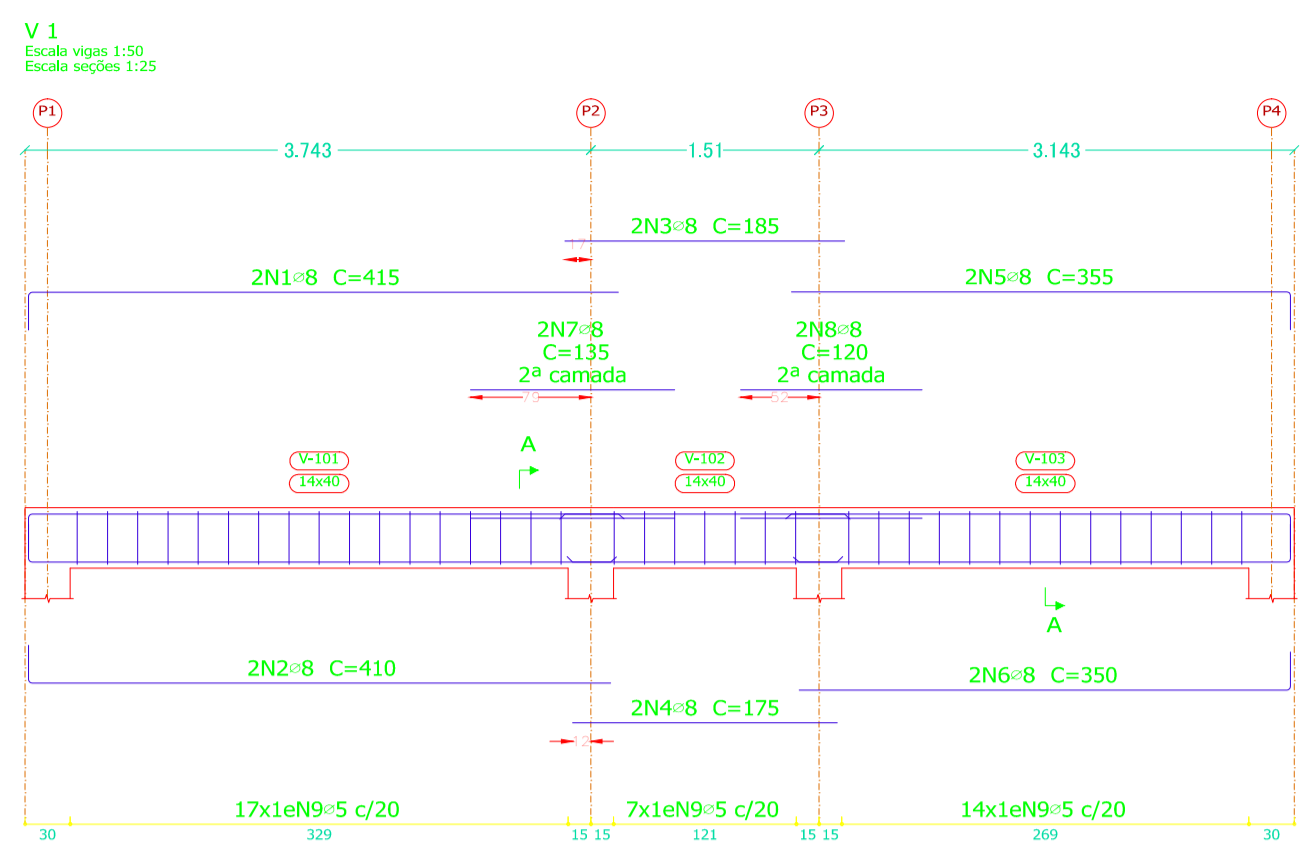 V 1
Escala vigas 1:50
Escala seções 1:25
P1
P2
P3
P4
3.743
1.51
3.143
2N3∅8 C=185
17
2N1∅8 C=415
2N5∅8 C=355
2N7∅8
C=135
2ª camada
79
2N8∅8
C=120
2ª camada
52
A
V-101
14x40
V-102
14x40
V-103
14x40
A
2N2∅8 C=410
2N6∅8 C=350
2N4∅8 C=175
12
17x1eN9∅5 c/20
7x1eN9∅5 c/20
14x1eN9∅5 c/20
30
329
15 15
121
15 15
269
30